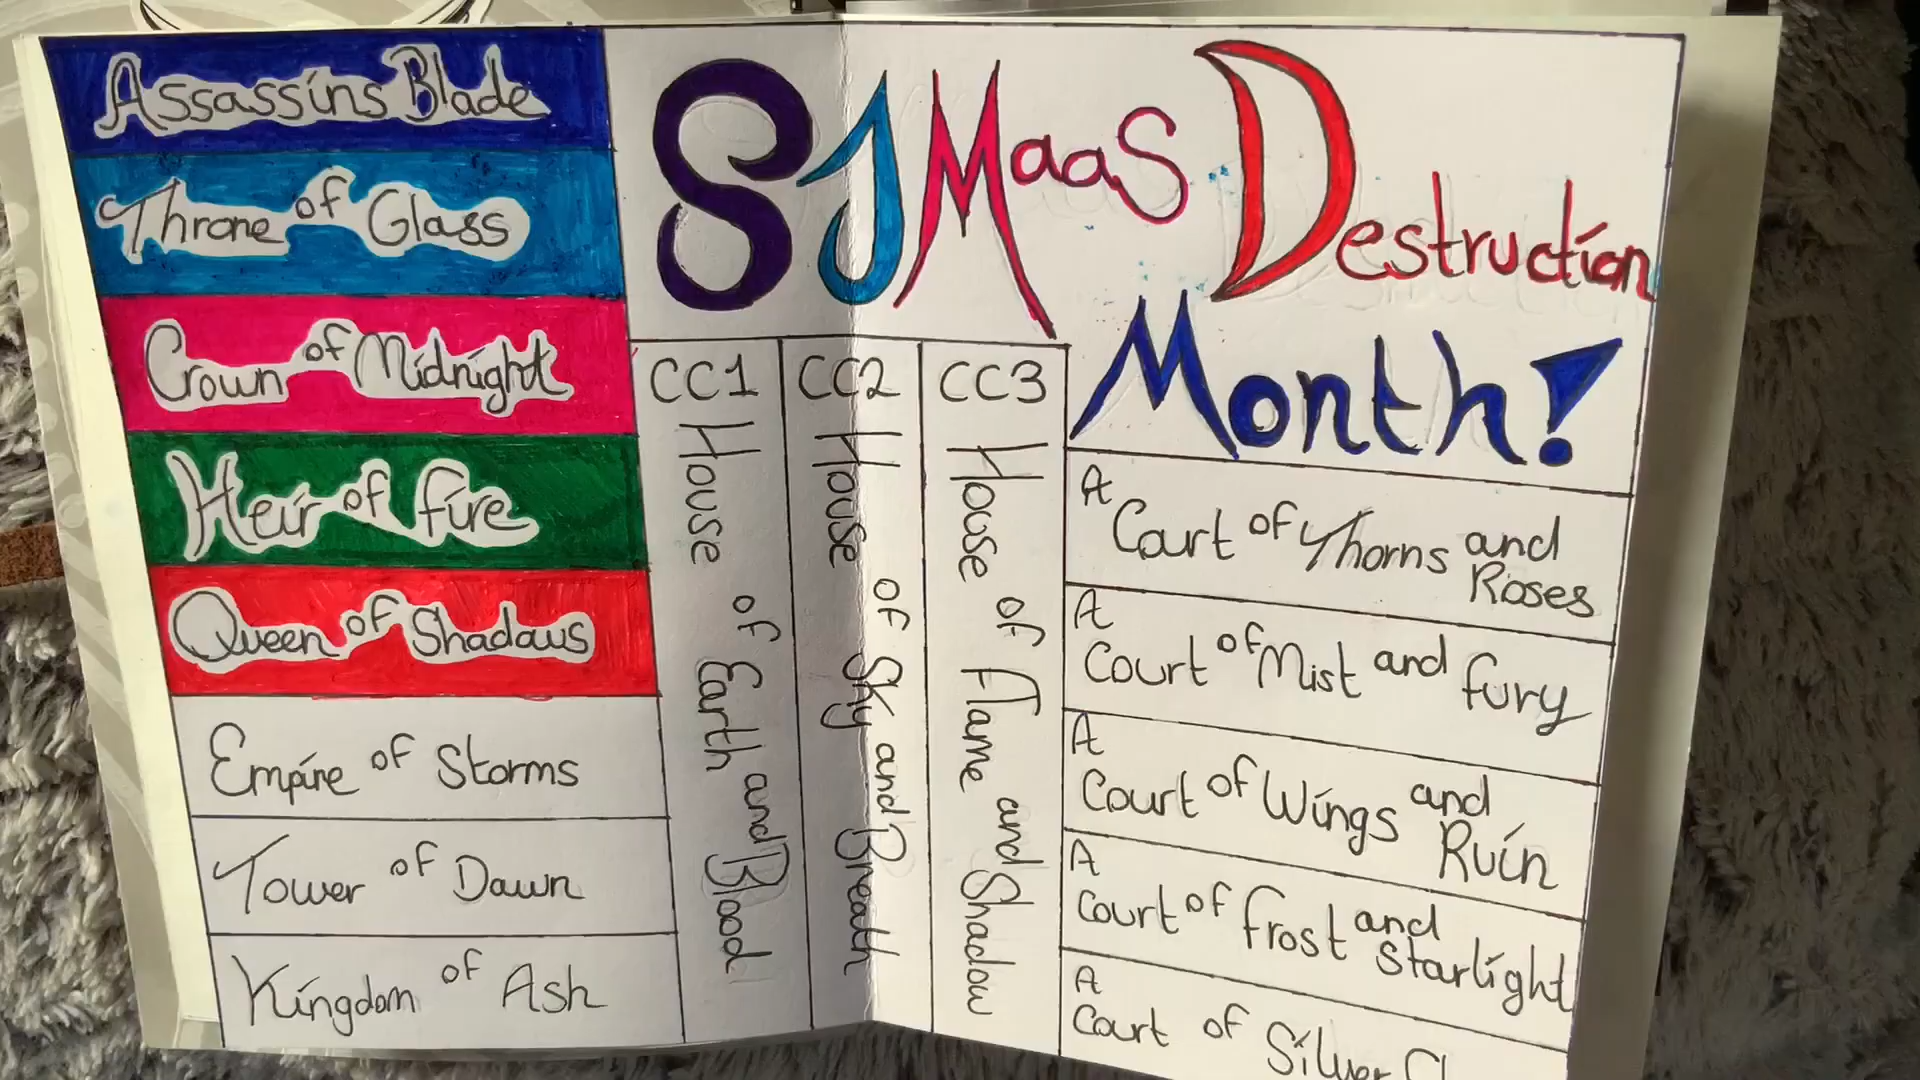 Assassins Blade
Throne of Glass
Crown of Midnight
Heir of fire
Queen of Shadows
Empire of Storms
Tower of Dawn
Kingdom of Ash
SJMaas Destruction
Month!
CC1 House of Earth and Blood
CC2 House of Sky and Breath
CC3 House of Flame and Shadow
A
Court of Thorns and
Roses
A
Court of Mist and fury
A
Court of Wings and
Ruin
A
Court of frost and
Starlight
A
Court of Silver